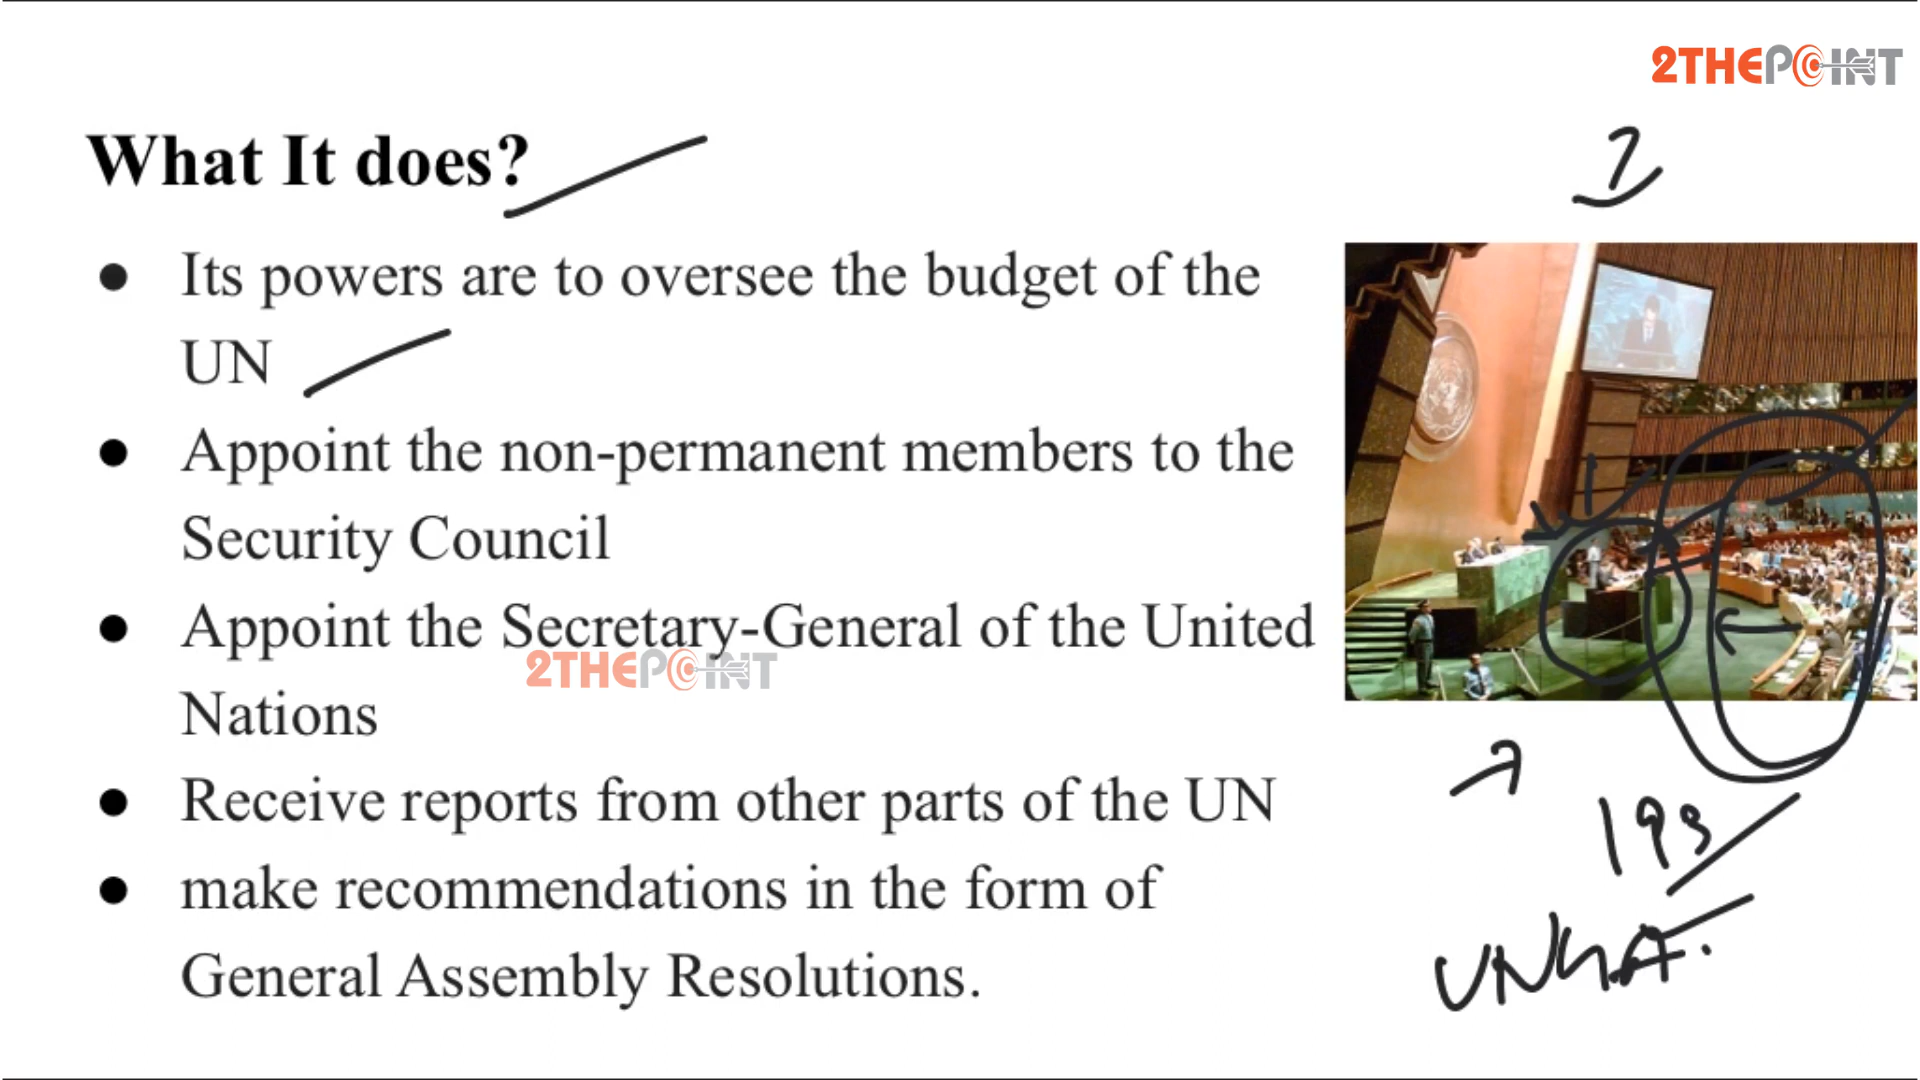 2THEPOINT
What It does?
● Its powers are to oversee the budget of the
UN
● Appoint the non-permanent members to the
Security Council
● Appoint the Secretary-General of the United
2THEPOINT
Nations
● Receive reports from other parts of the UN
● make recommendations in the form of
General Assembly Resolutions.
193
UNGA.